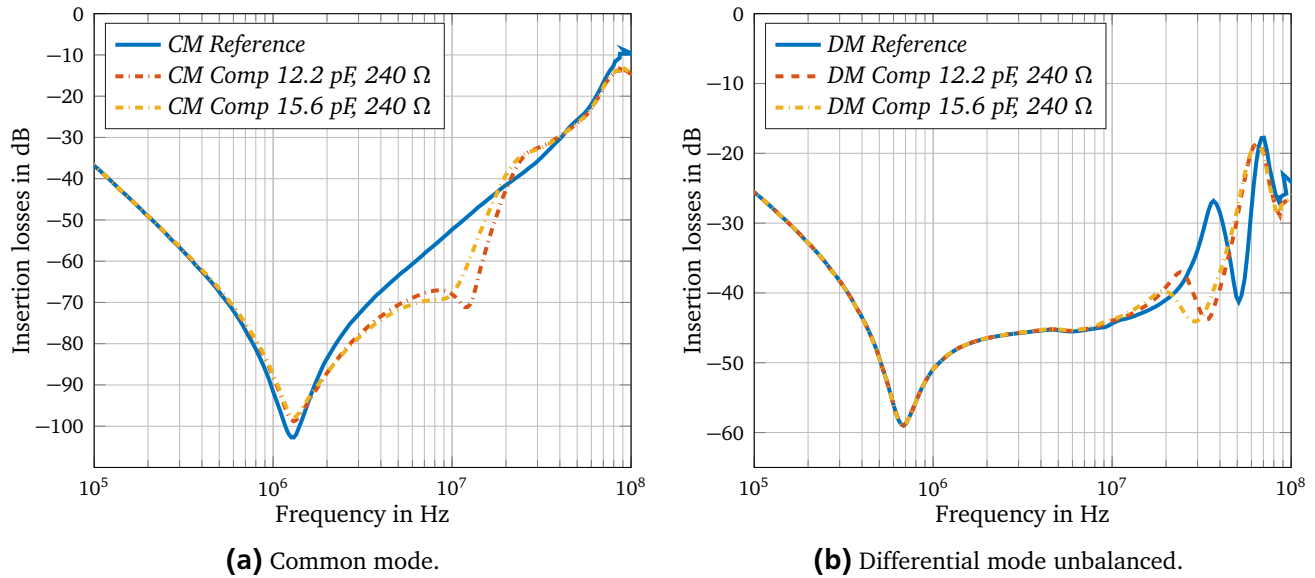 0
−10
−20
−30
−40
−50
−60
−70
−80
−90
−100
Insertion losses in dB
CM Reference
CM Comp 12.2 pF, 240 Ω
CM Comp 15.6 pF, 240 Ω
10^5
10^6
10^7
10^8
Frequency in Hz
(a) Common mode.
0
−10
−20
−30
−40
−50
−60
Insertion losses in dB
DM Reference
DM Comp 12.2 pF, 240 Ω
DM Comp 15.6 pF, 240 Ω
10^5
10^6
10^7
10^8
Frequency in Hz
(b) Differential mode unbalanced.